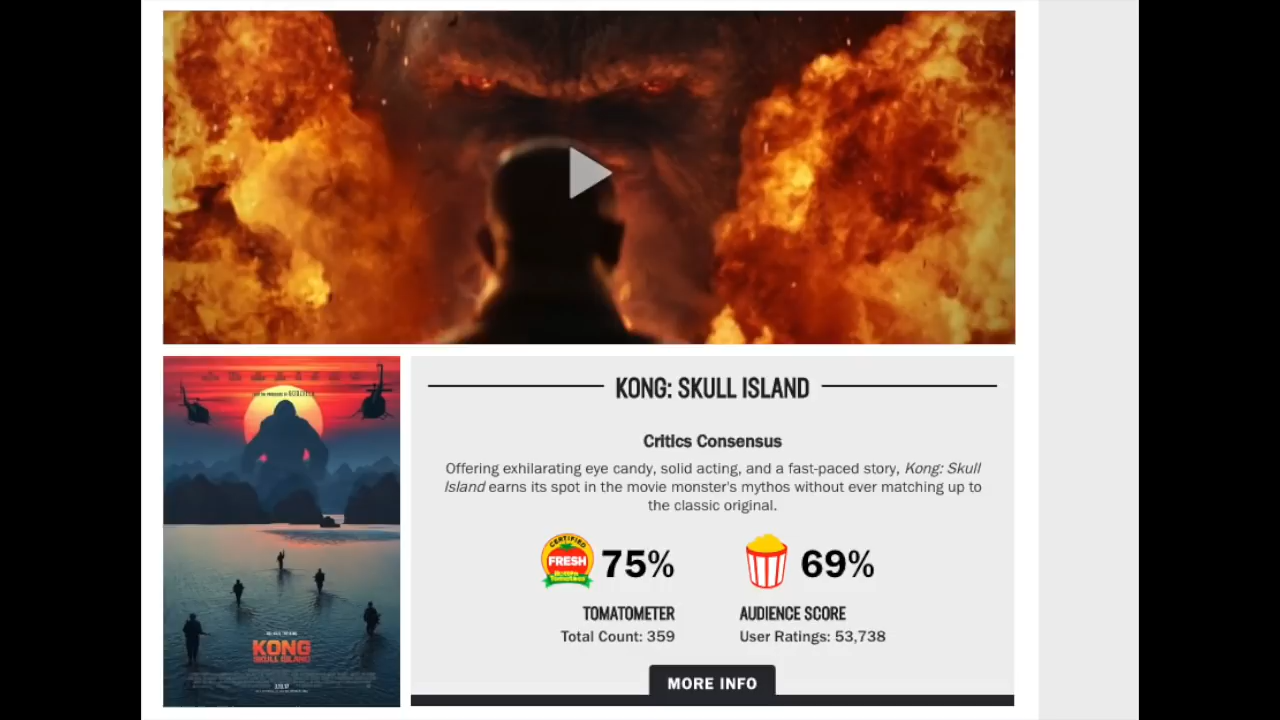 KONG: SKULL ISLAND
Critics Consensus
Offering exhilarating eye candy, solid acting, and a fast-paced story, Kong: Skull
Island earns its spot in the movie monster's mythos without ever matching up to
the classic original.
CERTIFIED
FRESH
Rotten
Tomatoes
75%
69%
TOMATOMETER
AUDIENCE SCORE
Total Count: 359
User Ratings: 53,738
MORE INFO
KONG
SKULL ISLAND